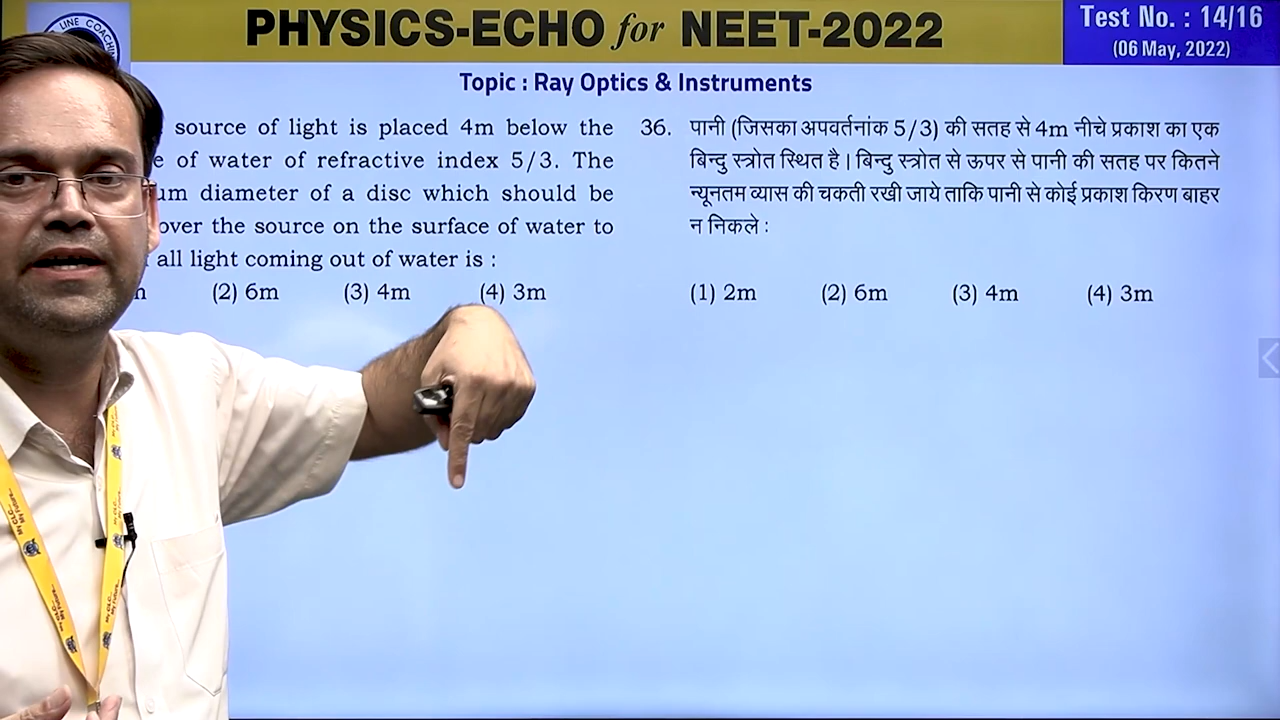 LINE COACHIN
PHYSICS-ECHO for NEET-2022
Test No. : 14/16
(06 May, 2022)
Topic : Ray Optics & Instruments
source of light is placed 4m below the
of water of refractive index 5/3. The
diameter of a disc which should be
over the source on the surface of water to
all light coming out of water is :
(2) 6m (3) 4m (4) 3m
36. पानी (जिसका अपवर्तनांक 5/3) की सतह से 4m नीचे प्रकाश का एक
बिन्दु स्त्रोत स्थित है। बिन्दु स्त्रोत से ऊपर से पानी की सतह पर कितने
न्यूनतम व्यास की चकती रखी जाये ताकि पानी से कोई प्रकाश किरण बाहर
न निकले :
(1) 2m (2) 6m (3) 4m (4) 3m